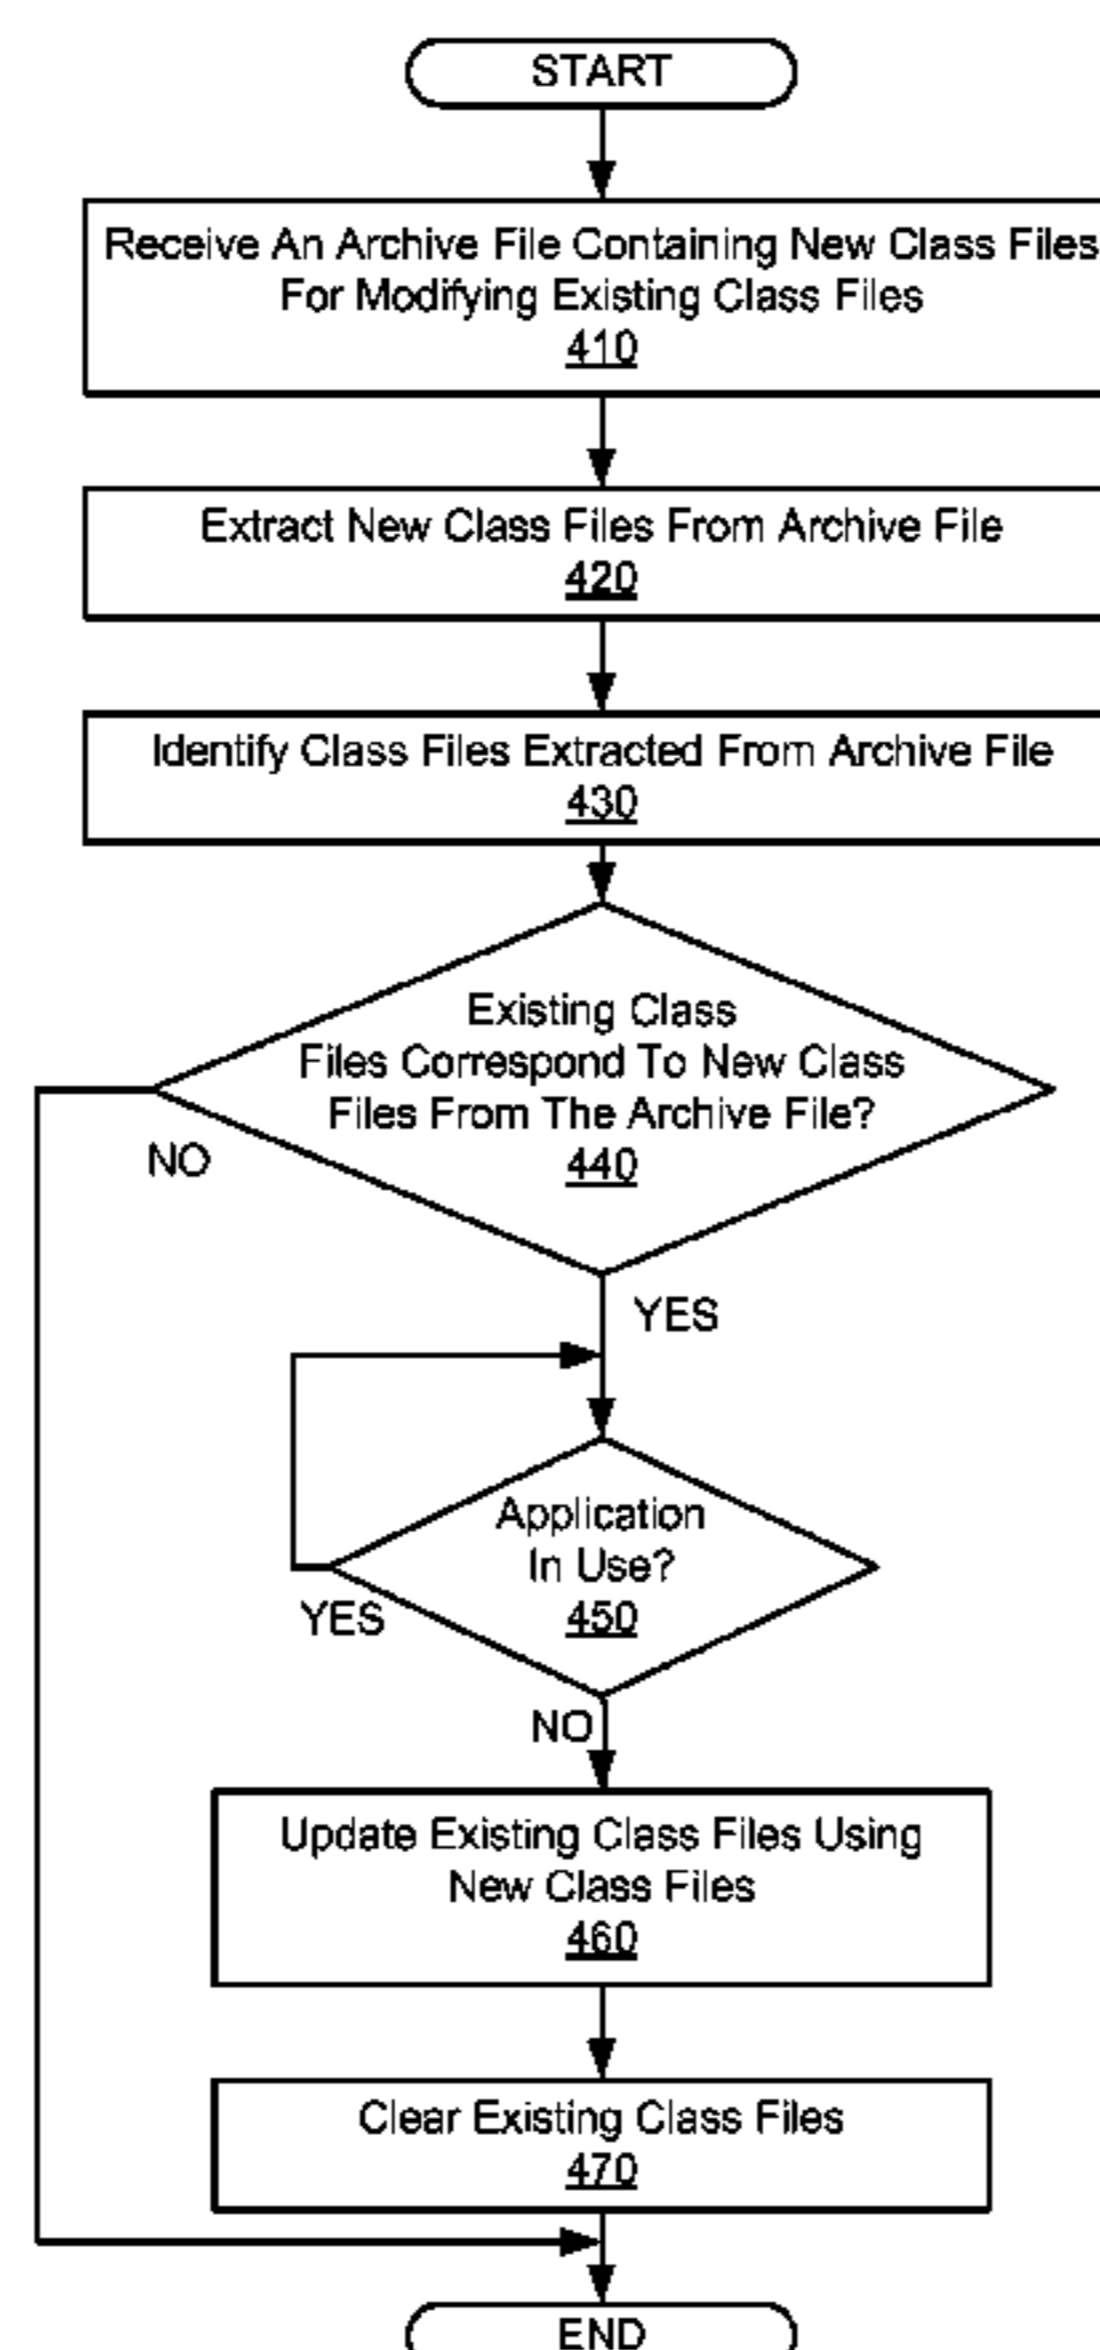 START
Receive An Archive File Containing New Class Files
For Modifying Existing Class Files
410
Extract New Class Files From Archive File
420
Identify Class Files Extracted From Archive File
430
Existing Class
Files Correspond To New Class
Files From The Archive File?
440
NO
YES
Application
In Use?
450
YES
NO
Update Existing Class Files Using
New Class Files
460
Clear Existing Class Files
470
END